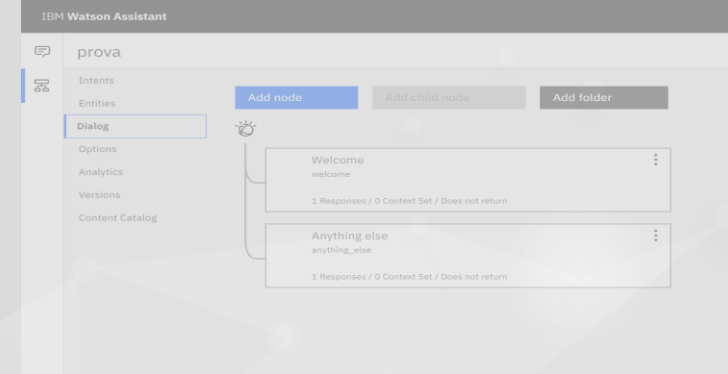 IBM Watson Assistant
prova
Intents
Entities
Dialog
Options
Analytics
Versions
Content Catalog
Add node
Add child node
Add folder
Welcome
welcome
1 Responses / 0 Context Set / Does not return
Anything else
anything_else
1 Responses / 0 Context Set / Does not return